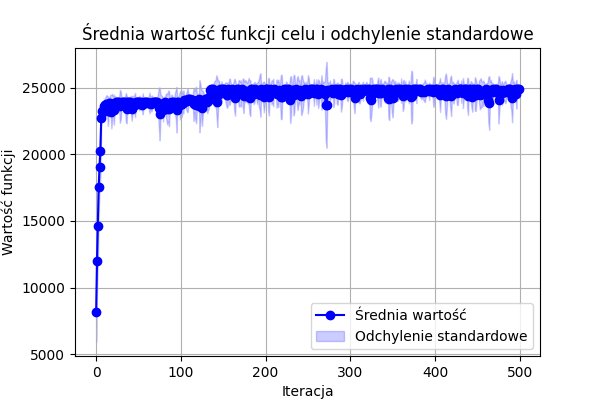 Średnia wartość funkcji celu i odchylenie standardowe
25000
20000
15000
10000
5000
Wartość funkcji
0 100 200 300 400 500
Iteracja
Średnia wartość
Odchylenie standardowe